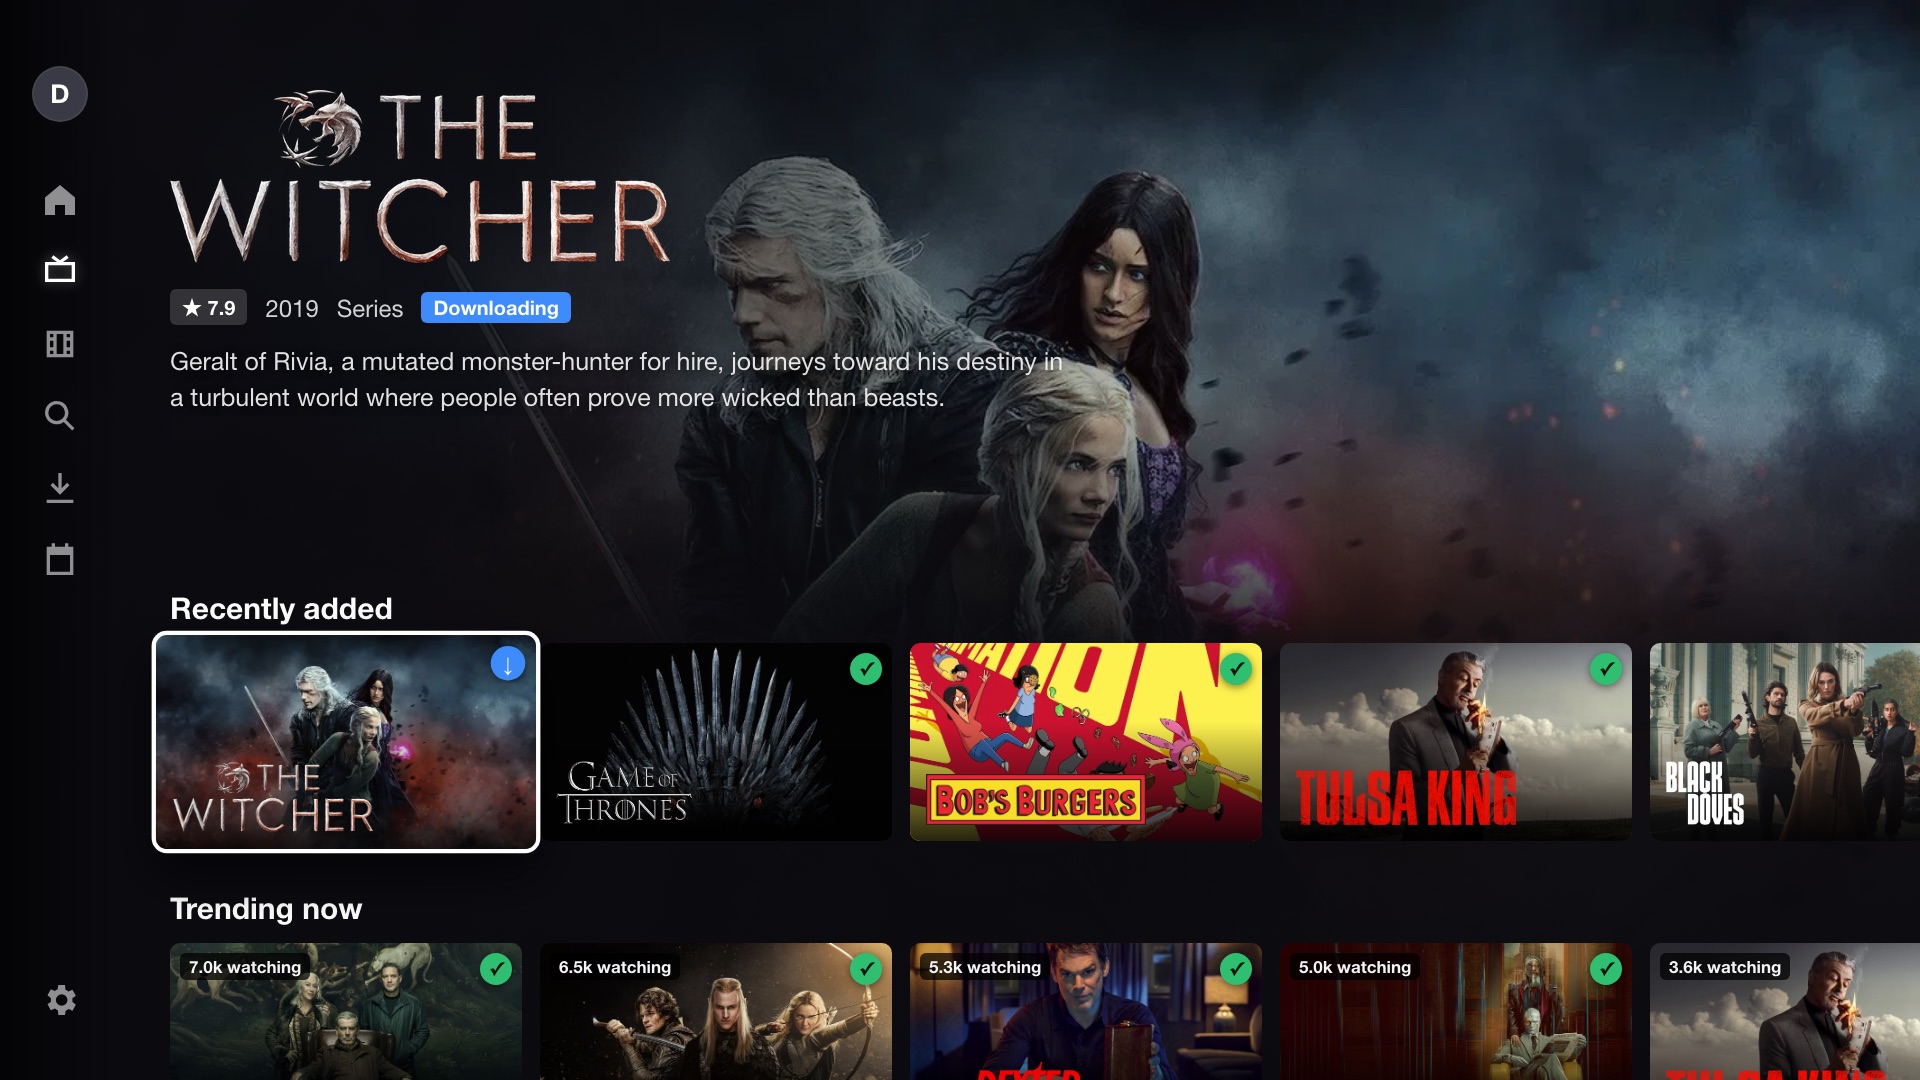 D
THE
WITCHER
★ 7.9 2019 Series Downloading
Geralt of Rivia, a mutated monster-hunter for hire, journeys toward his destiny in
a turbulent world where people often prove more wicked than beasts.
Recently added
THE
WITCHER
GAME OF
THRONES
BOB'S BURGERS
TULSA KING
BLACK
DOVES
Trending now
7.0k watching
6.5k watching
5.3k watching
5.0k watching
3.6k watching
DEXTER
TULSA KING